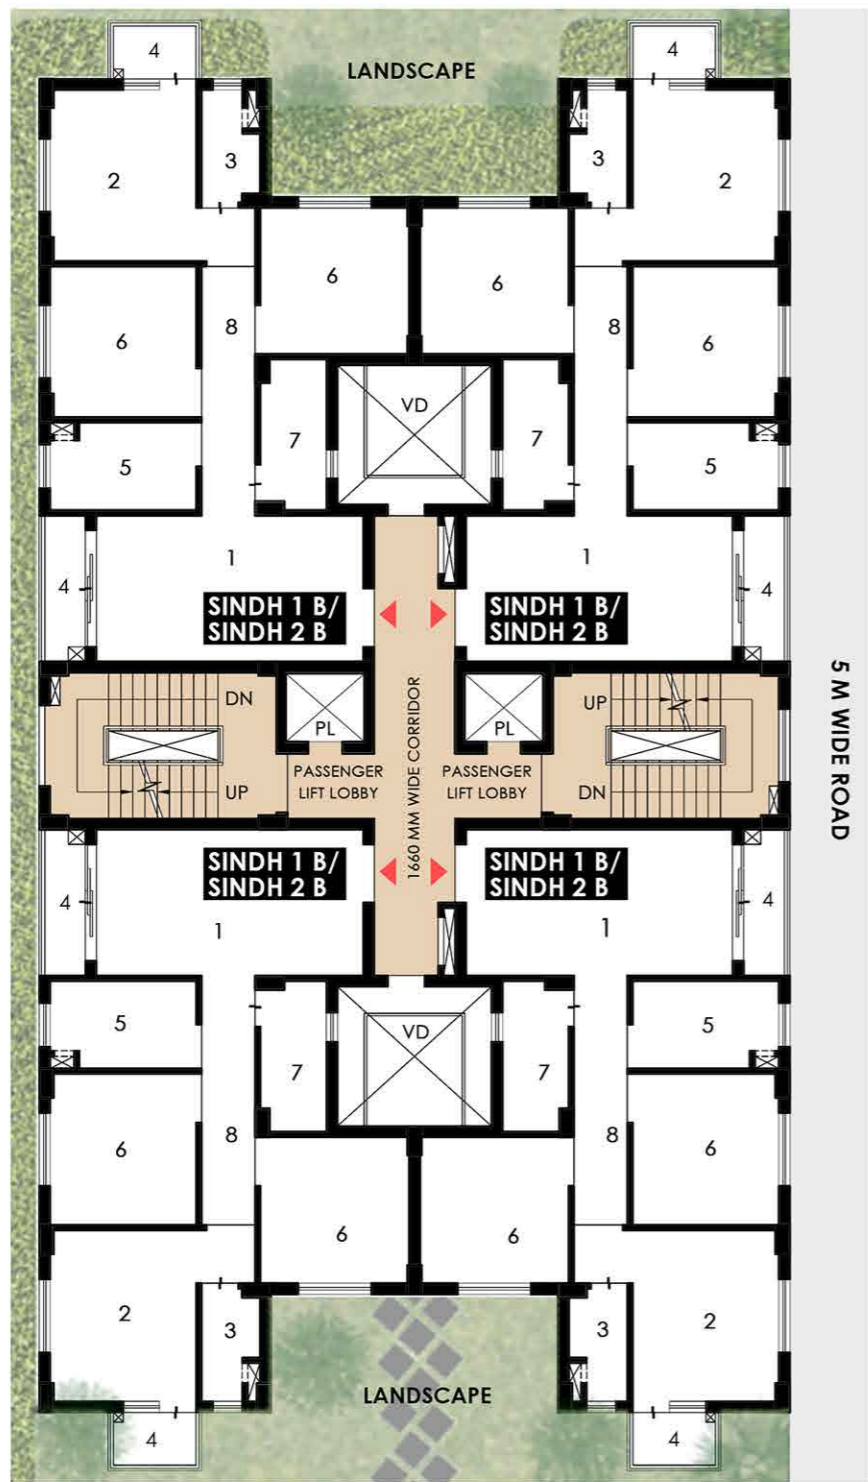 4
4
LANDSCAPE
2
3
3
2
6
6
6
8
8
6
VD
7
7
5
5
1
1
4
4
SINDH 1 B/
SINDH 2 B
SINDH 1 B/
SINDH 2 B
5 M WIDE ROAD
1660 MM WIDE CORRIDOR
DN
UP
PL
PASSENGER
LIFT LOBBY
PL
PASSENGER
LIFT LOBBY
UP
DN
SINDH 1 B/
SINDH 2 B
SINDH 1 B/
SINDH 2 B
4
4
1
1
5
5
VD
7
7
6
8
8
6
6
6
2
3
3
2
LANDSCAPE
4
4